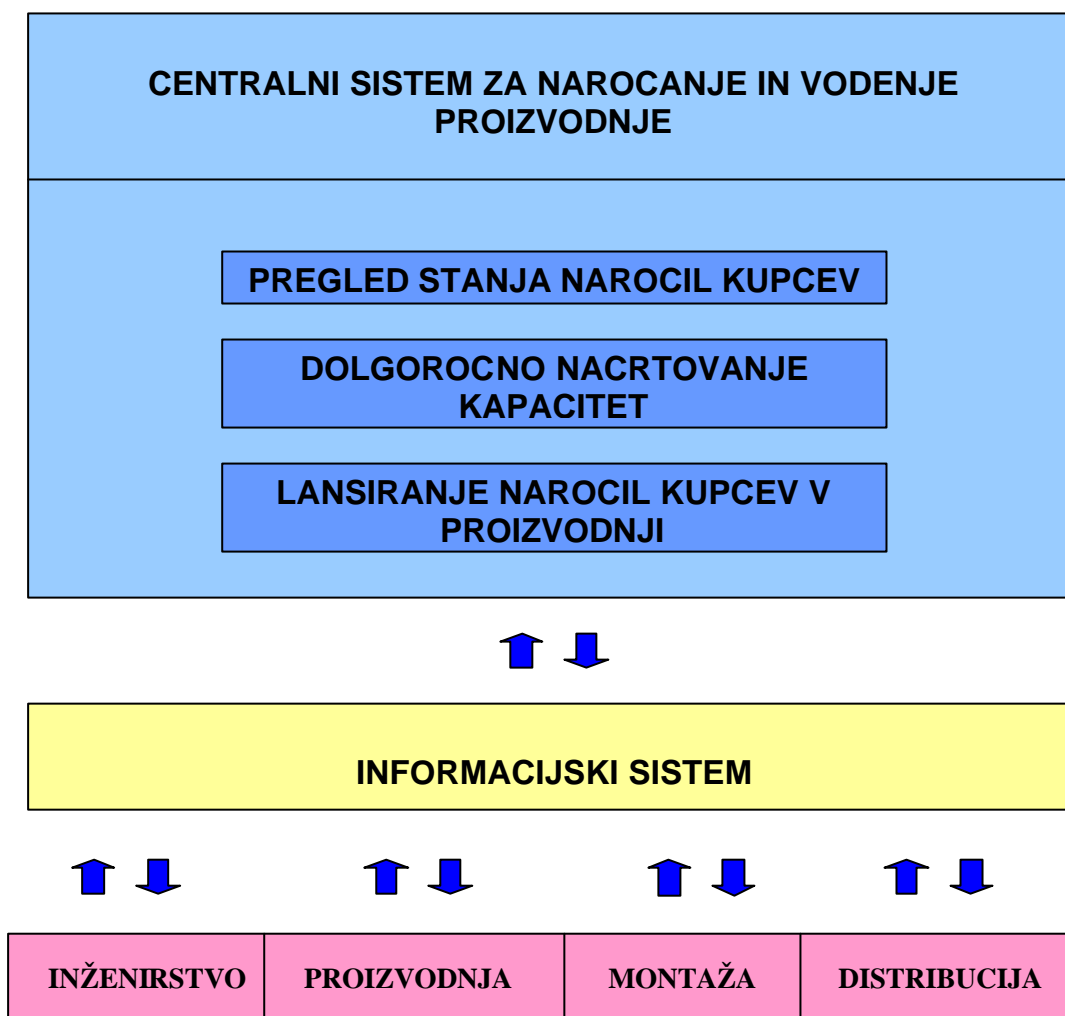 CENTRALNI SISTEM ZA NAROCANJE IN VODENJE
PROIZVODNJE
PREGLED STANJA NAROCIL KUPCEV
DOLGOROCNO NACRTOVANJE
KAPACITET
LANSIRANJE NAROCIL KUPCEV V
PROIZVODNJI
INFORMACIJSKI SISTEM
INŽENIRSTVO PROIZVODNJA MONTAŽA DISTRIBUCIJA